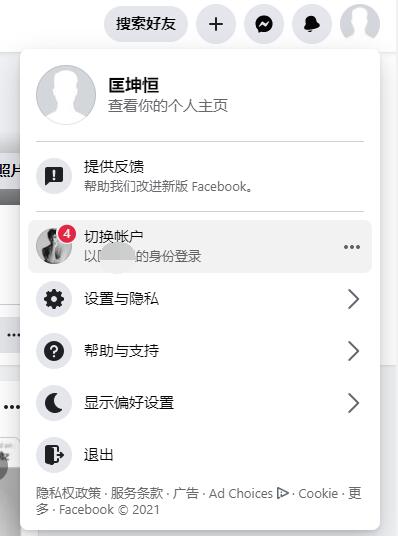 搜索好友
匡坤恒
查看你的个人主页
照片
提供反馈
帮助我们改进新版 Facebook。
4
切换帐户
以 的身份登录
设置与隐私
帮助与支持
显示偏好设置
退出
隐私权政策 · 服务条款 · 广告 · Ad Choices · Cookie · 更
多 · Facebook © 2021